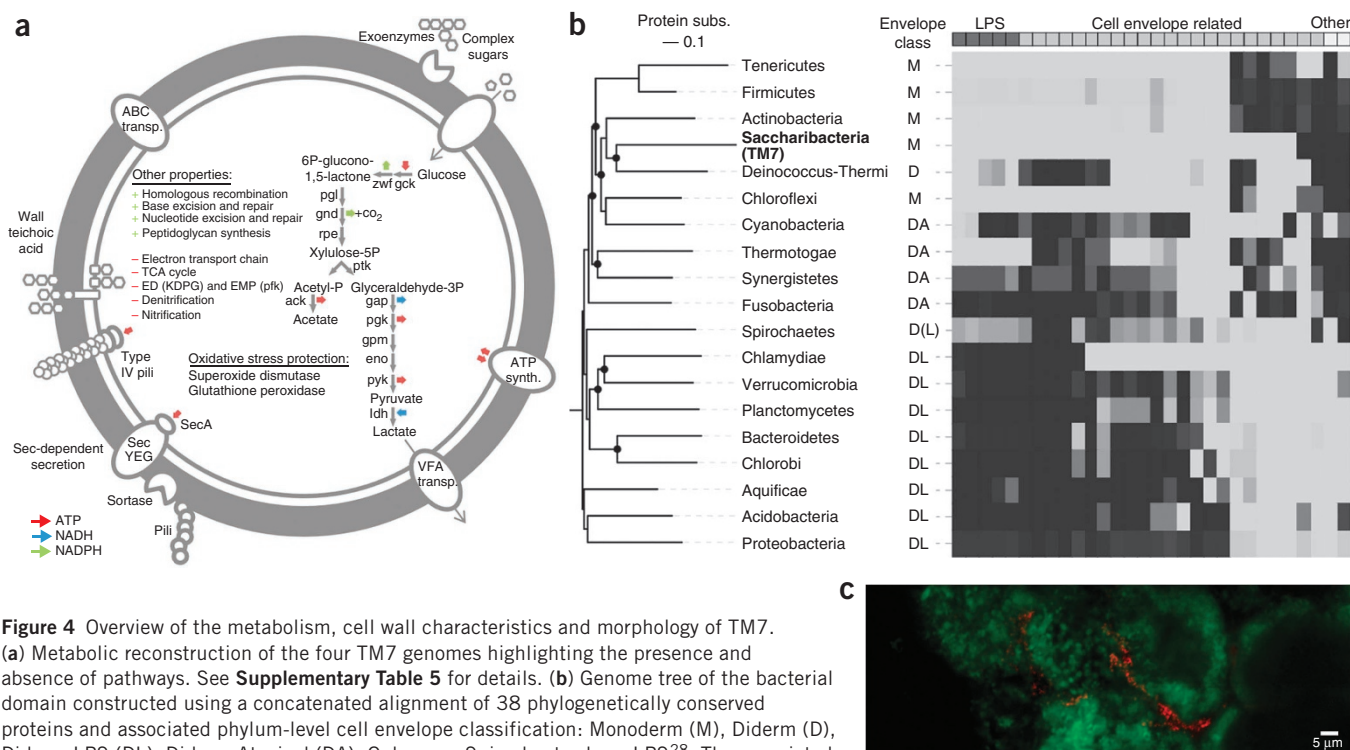 a
Exoenzymes
Complex
sugars
ABC
transp.
6P-glucono-
1,5-lactone
zwf gck
Glucose
pgl
gnd
+co2
rpe
Xylulose-5P
ptk
Acetyl-P
Glyceraldehyde-3P
ack
gap
Acetate
pgk
gpm
eno
pyk
Pyruvate
ldh
Lactate
Other properties:
+ Homologous recombination
+ Base excision and repair
+ Nucleotide excision and repair
+ Peptidoglycan synthesis
− Electron transport chain
− TCA cycle
− ED (KDPG) and EMP (pfk)
− Denitrification
− Nitrification
Oxidative stress protection:
Superoxide dismutase
Glutathione peroxidase
Wall
teichoic
acid
Type
IV pili
ATP
synth.
SecA
Sec
YEG
Sec-dependent
secretion
Sortase
Pili
VFA
transp.
ATP
NADH
NADPH
b
Protein subs.
0.1
Envelope
class
LPS
Cell envelope related
Other
Tenericutes M
Firmicutes M
Actinobacteria M
Saccharibacteria
(TM7) M
Deinococcus-Thermi D
Chloroflexi M
Cyanobacteria DA
Thermotogae DA
Synergistetes DA
Fusobacteria DA
Spirochaetes D(L)
Chlamydiae DL
Verrucomicrobia DL
Planctomycetes DL
Bacteroidetes DL
Chlorobi DL
Aquificae DL
Acidobacteria DL
Proteobacteria DL
c
5 µm
Figure 4 Overview of the metabolism, cell wall characteristics and morphology of TM7.
(a) Metabolic reconstruction of the four TM7 genomes highlighting the presence and
absence of pathways. See Supplementary Table 5 for details. (b) Genome tree of the bacterial
domain constructed using a concatenated alignment of 38 phylogenetically conserved
proteins and associated phylum-level cell envelope classification: Monoderm (M), Diderm (D),